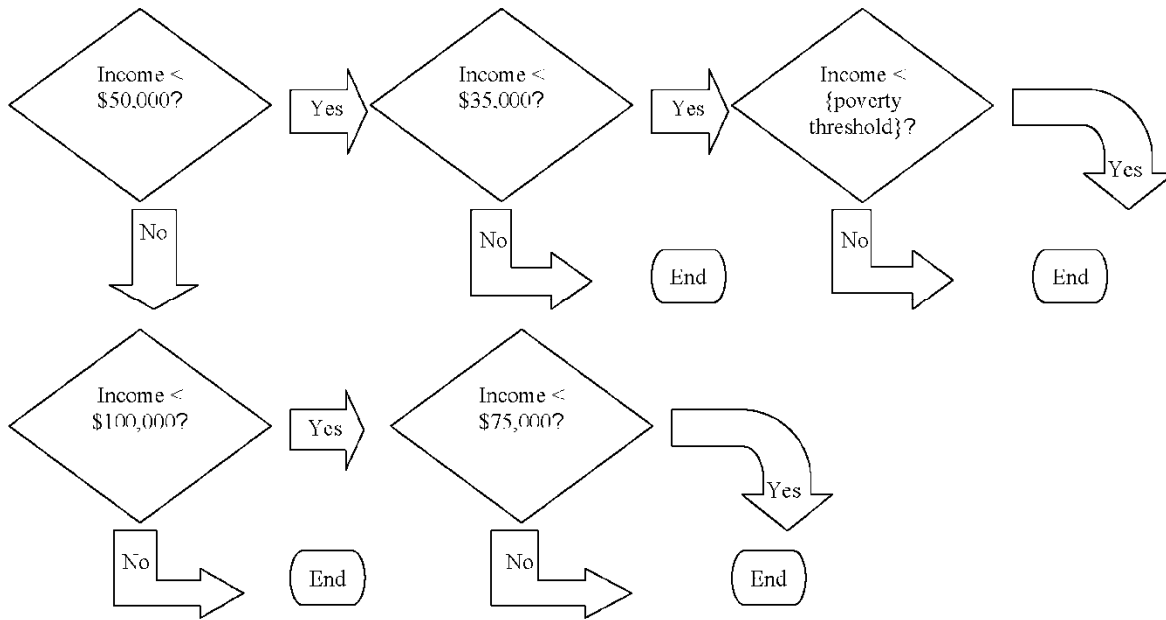 Income <
$50,000?
Yes
Income <
$35,000?
Yes
Income <
{poverty
threshold}?
Yes
No
No
End
No
End
Income <
$100,000?
Yes
Income <
$75,000?
Yes
No
End
No
End